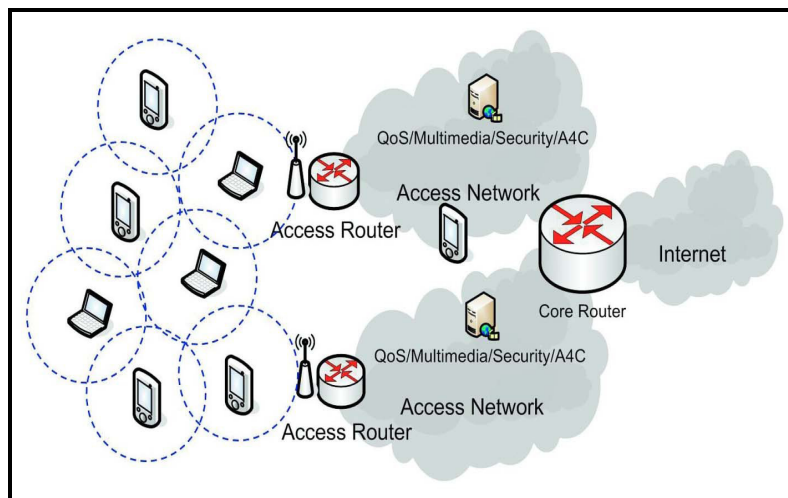 QoS/Multimedia/Security/A4C
Access Network
Access Router
Internet
Core Router
QoS/Multimedia/Security/A4C
Access Network
Access Router